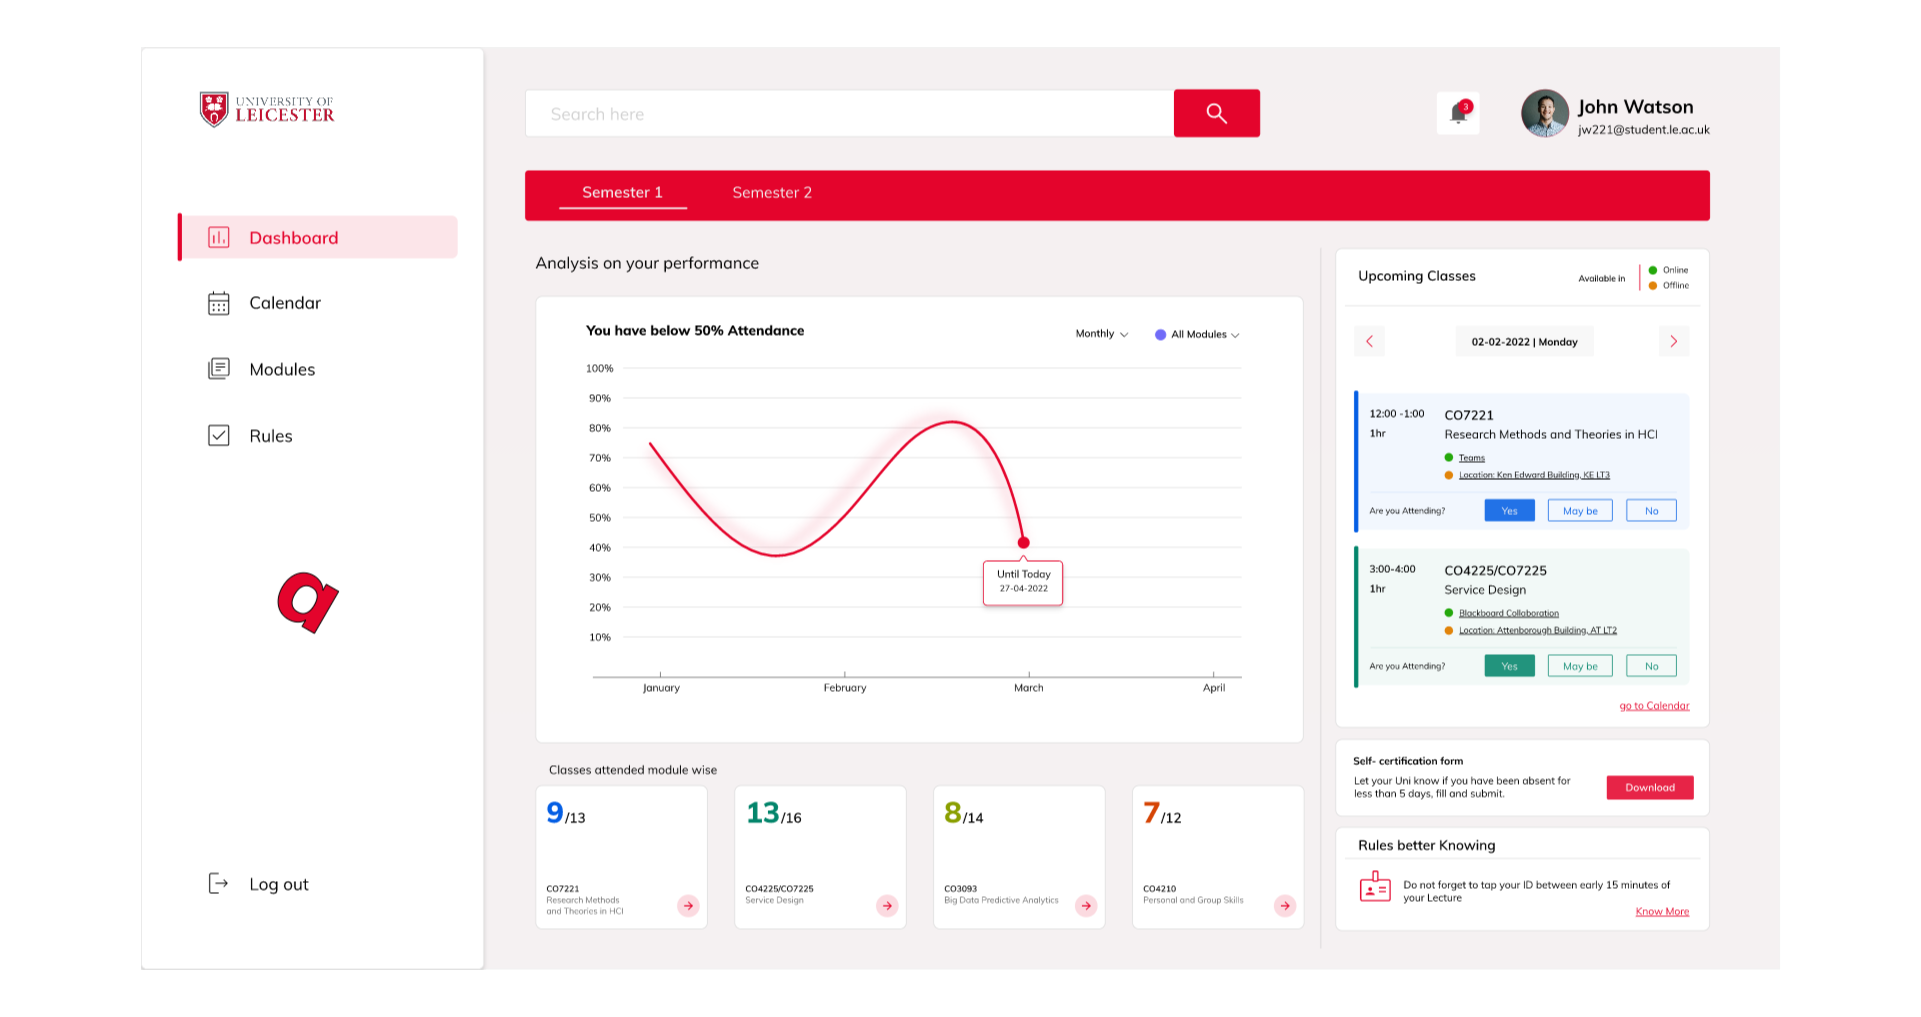 UNIVERSITY OF
LEICESTER
Dashboard
Calendar
Modules
Rules
a
Log out
Search here
3
John Watson
jw221@student.le.ac.uk
Semester 1
Semester 2
Analysis on your performance
You have below 50% Attendance
Monthly
All Modules
100%
90%
80%
70%
60%
50%
40%
30%
20%
10%
Until Today
27-04-2022
January
February
March
April
Classes attended module wise
9/13
CO7221
Research Methods
and Theories in HCI
13/16
CO4225/CO7225
Service Design
8/14
CO3093
Big Data Predictive Analytics
7/12
CO4210
Personal and Group Skills
Upcoming Classes
Available in
Online
Offline
02-02-2022 | Monday
12:00 -1:00
1hr
CO7221
Research Methods and Theories in HCI
Teams
Location: Ken Edward Building, KE LT3
Are you Attending?
Yes
May be
No
3:00-4:00
1hr
CO4225/CO7225
Service Design
Blackboard Collaboration
Location: Attenborough Building, AT LT2
Are you Attending?
Yes
May be
No
go to Calendar
Self- certification form
Let your Uni know if you have been absent for
less than 5 days, fill and submit.
Download
Rules better Knowing
Do not forget to tap your ID between early 15 minutes of
your Lecture
Know More